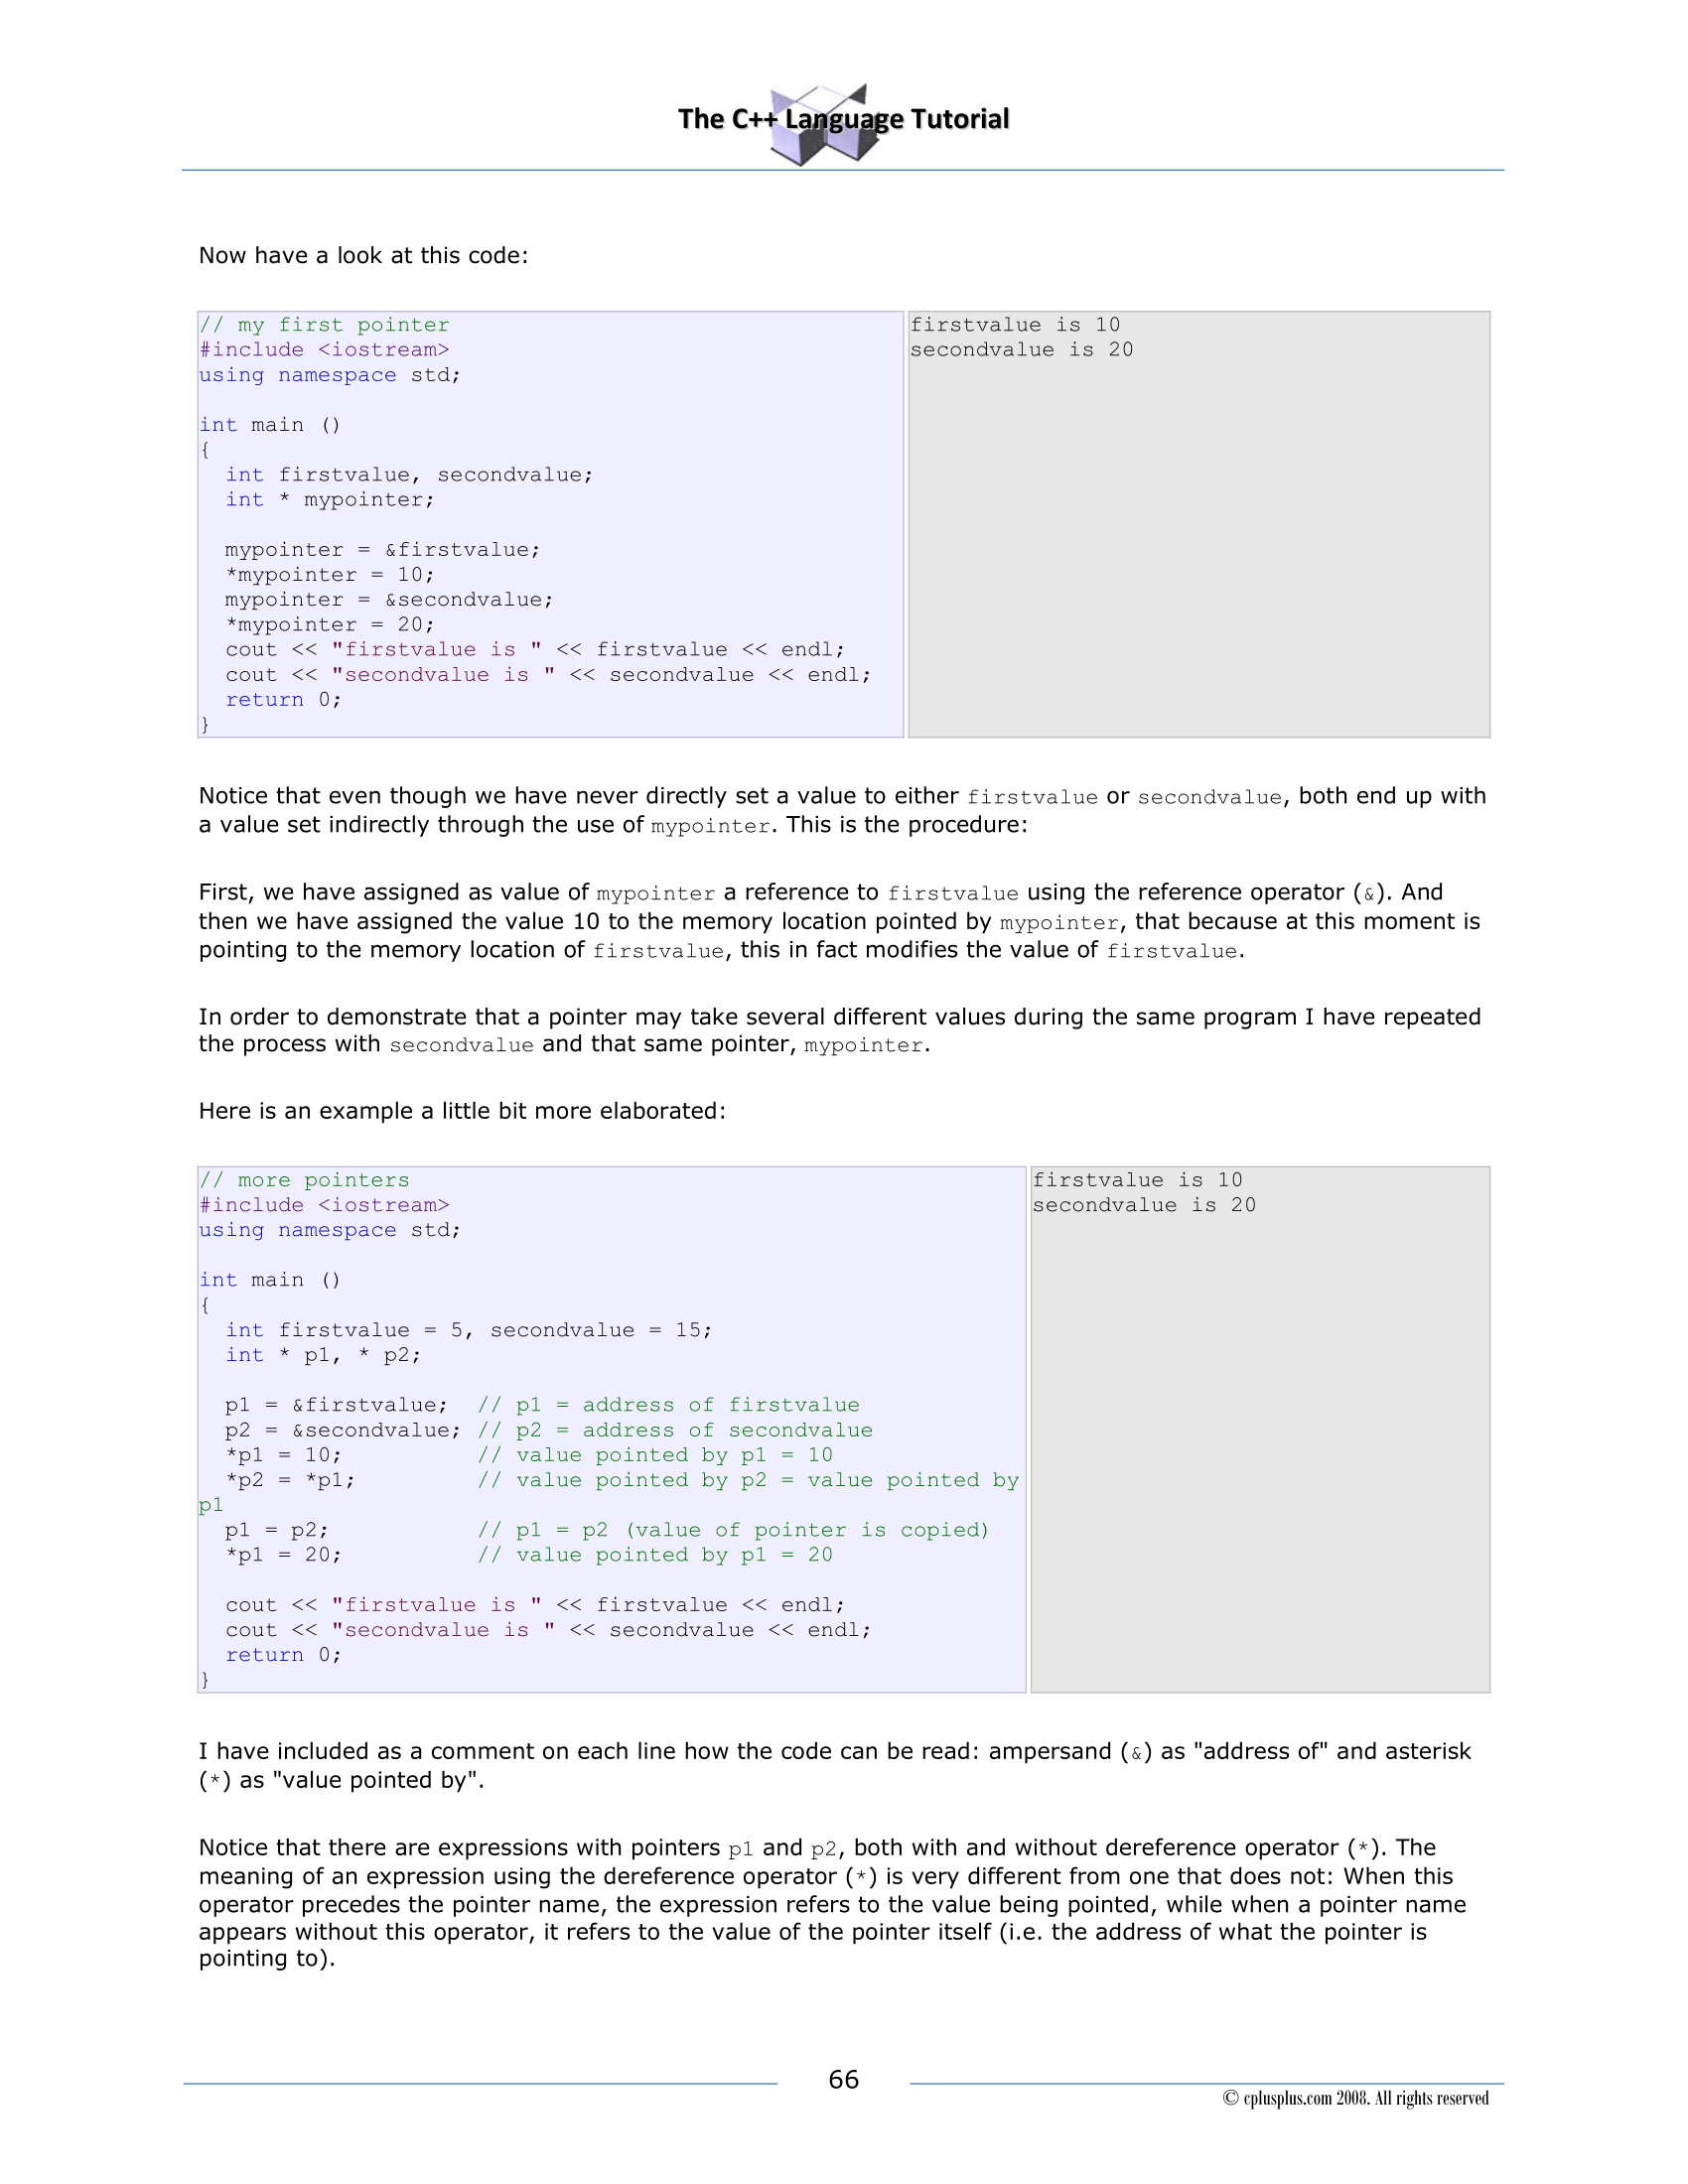 The C++ Language Tutorial
Now have a look at this code:
// my first pointer
#include <iostream>
using namespace std;
int main ()
{
  int firstvalue, secondvalue;
  int * mypointer;
  mypointer = &firstvalue;
  *mypointer = 10;
  mypointer = &secondvalue;
  *mypointer = 20;
  cout << "firstvalue is " << firstvalue << endl;
  cout << "secondvalue is " << secondvalue << endl;
  return 0;
}
firstvalue is 10
secondvalue is 20
Notice that even though we have never directly set a value to either firstvalue or secondvalue, both end up with
a value set indirectly through the use of mypointer. This is the procedure:
First, we have assigned as value of mypointer a reference to firstvalue using the reference operator (&). And
then we have assigned the value 10 to the memory location pointed by mypointer, that because at this moment is
pointing to the memory location of firstvalue, this in fact modifies the value of firstvalue.
In order to demonstrate that a pointer may take several different values during the same program I have repeated
the process with secondvalue and that same pointer, mypointer.
Here is an example a little bit more elaborated:
// more pointers
#include <iostream>
using namespace std;
int main ()
{
  int firstvalue = 5, secondvalue = 15;
  int * p1, * p2;
  p1 = &firstvalue;  // p1 = address of firstvalue
  p2 = &secondvalue; // p2 = address of secondvalue
  *p1 = 10;          // value pointed by p1 = 10
  *p2 = *p1;         // value pointed by p2 = value pointed by
p1
  p1 = p2;           // p1 = p2 (value of pointer is copied)
  *p1 = 20;          // value pointed by p1 = 20
  cout << "firstvalue is " << firstvalue << endl;
  cout << "secondvalue is " << secondvalue << endl;
  return 0;
}
firstvalue is 10
secondvalue is 20
I have included as a comment on each line how the code can be read: ampersand (&) as "address of" and asterisk
(*) as "value pointed by".
Notice that there are expressions with pointers p1 and p2, both with and without dereference operator (*). The
meaning of an expression using the dereference operator (*) is very different from one that does not: When this
operator precedes the pointer name, the expression refers to the value being pointed, while when a pointer name
appears without this operator, it refers to the value of the pointer itself (i.e. the address of what the pointer is
pointing to).
66
© cplusplus.com 2008. All rights reserved